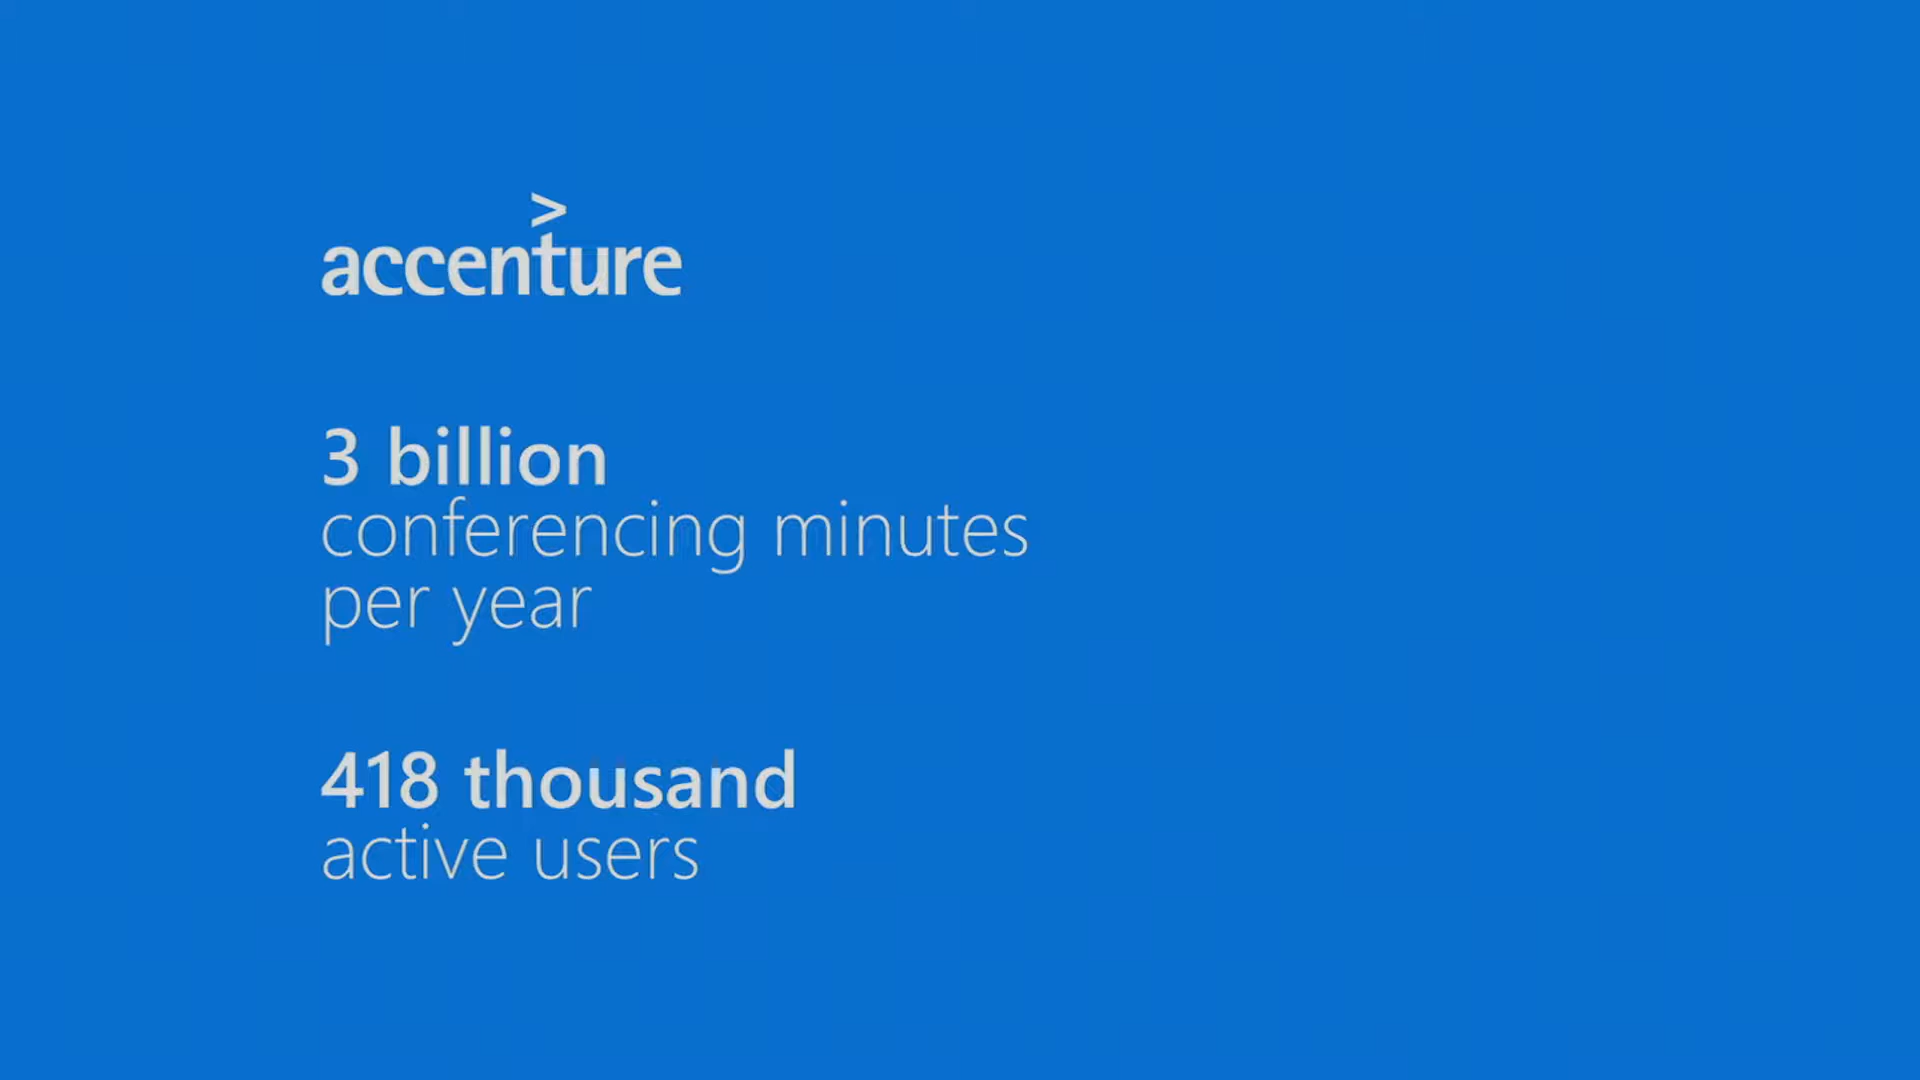 accenture
3 billion
conferencing minutes
per year
418 thousand
active users